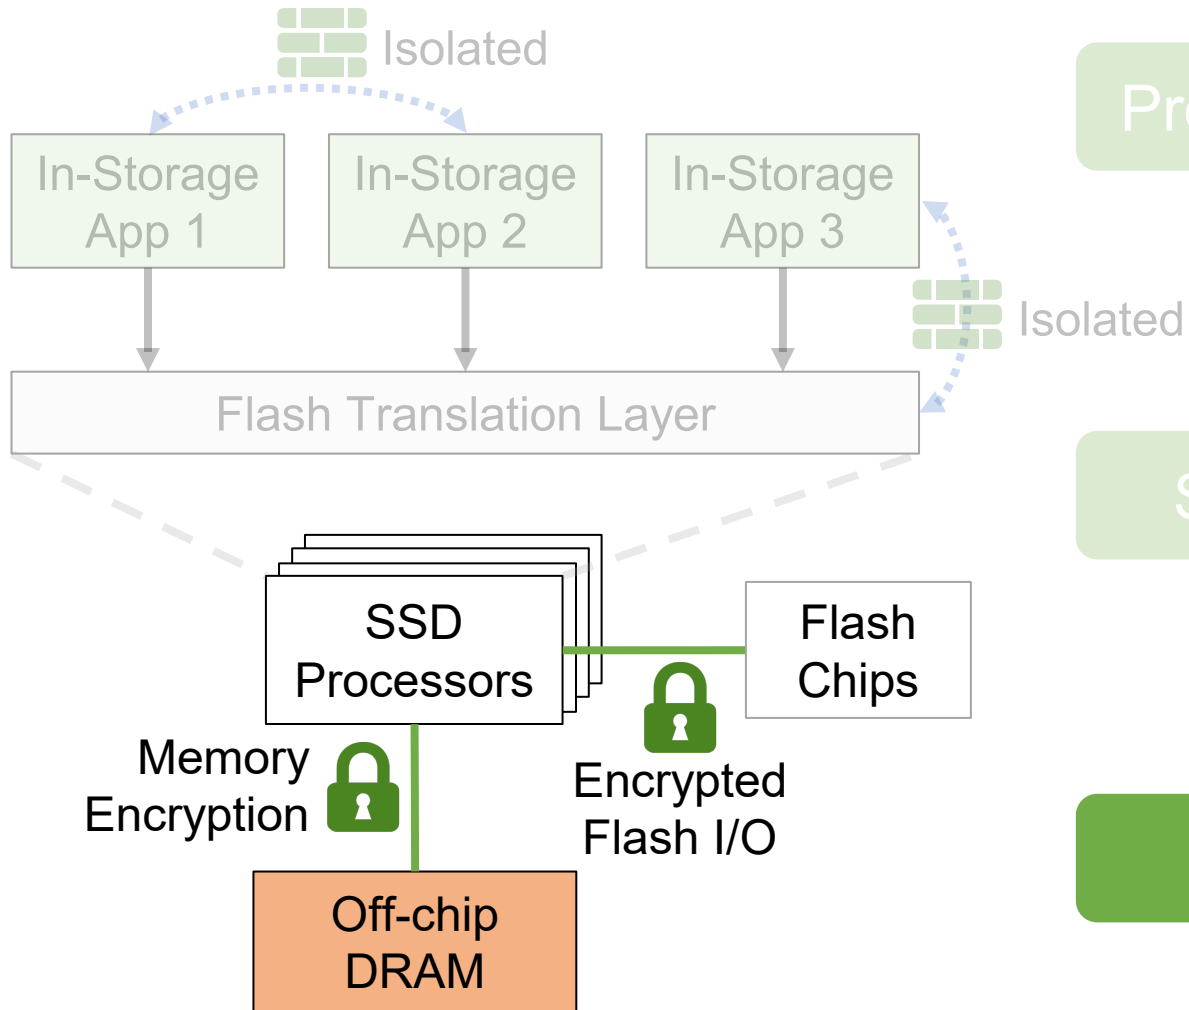 Isolated
In-Storage
App 1
In-Storage
App 2
In-Storage
App 3
Isolated
Flash Translation Layer
SSD
Processors
Flash
Chips
Memory
Encryption
Encrypted
Flash I/O
Off-chip
DRAM